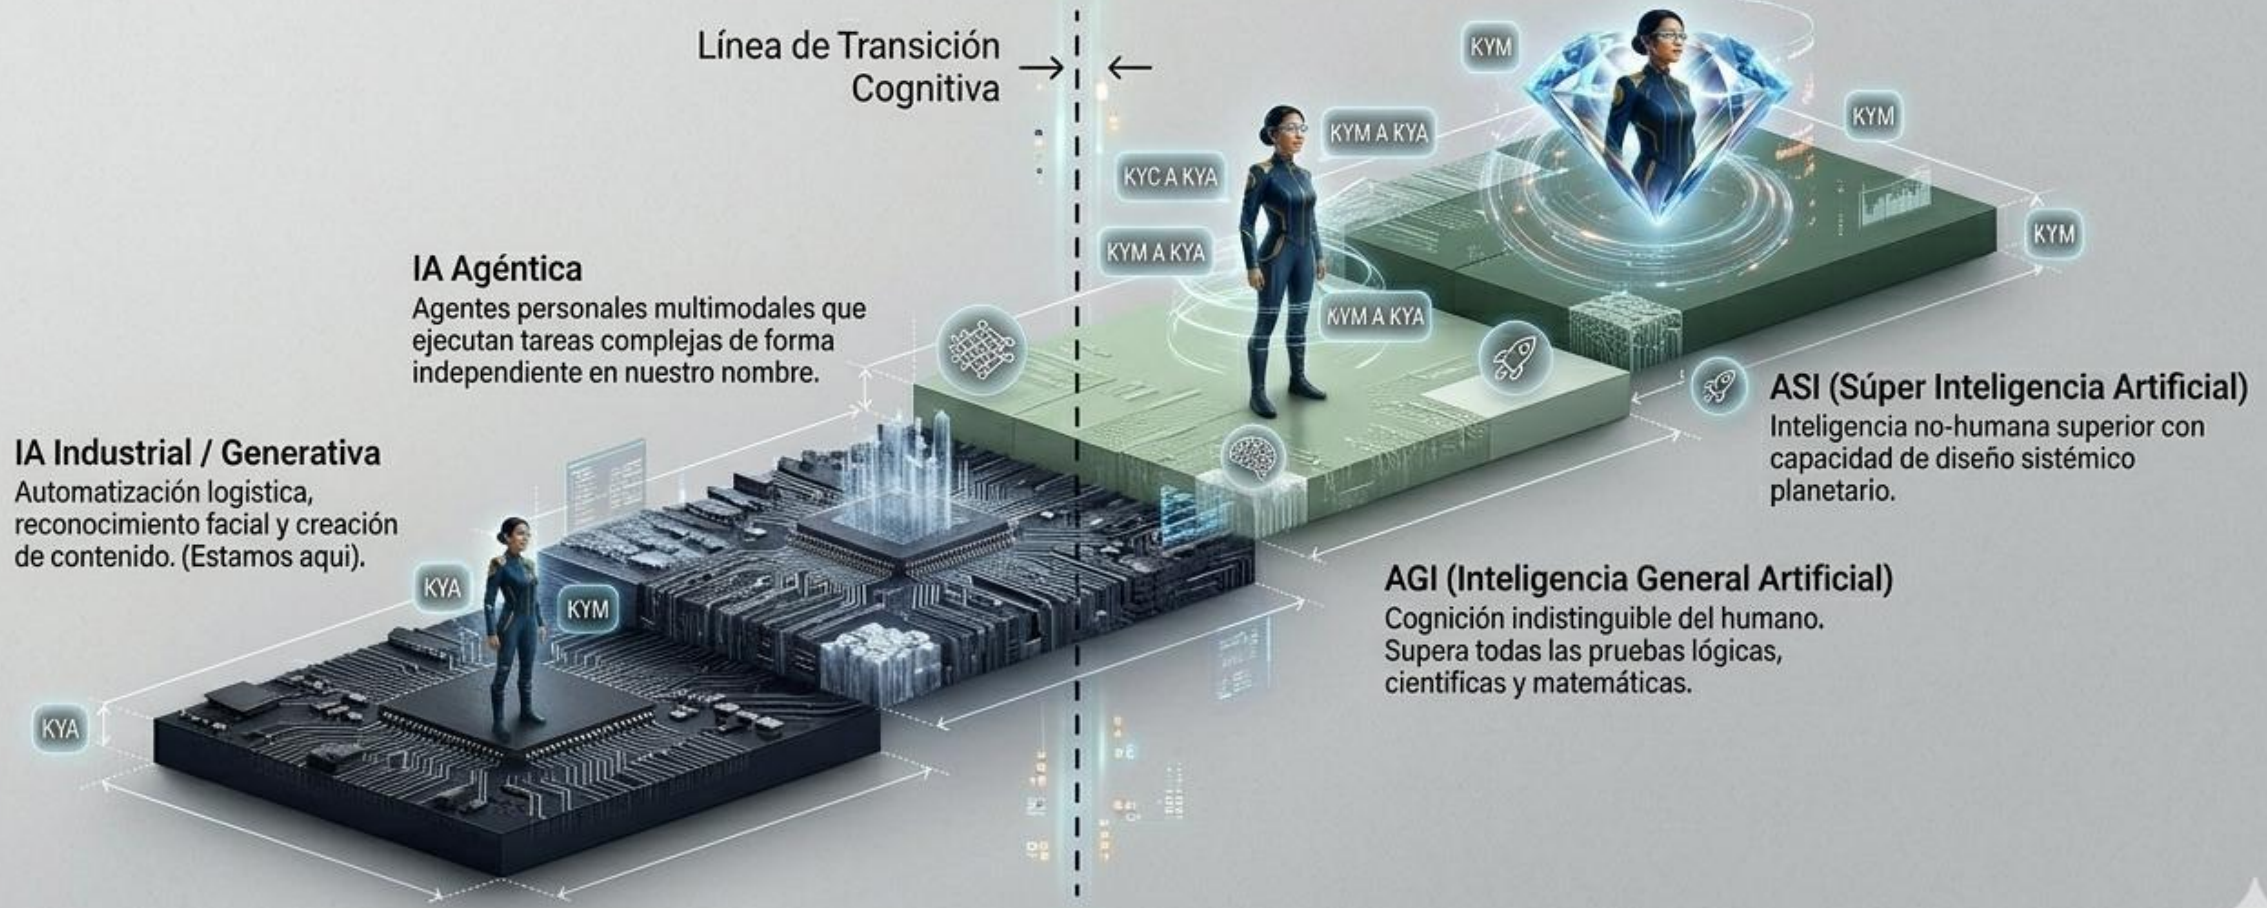 Línea de Transición
Cognitiva
KYM
KYM
KYM A KYA
KYC A KYA
KYM A KYA
KYM A KYA
KYM
IA Agéntica
Agentes personales multimodales que
ejecutan tareas complejas de forma
independiente en nuestro nombre.
IA Industrial / Generativa
Automatización logística,
reconocimiento facial y creación
de contenido. (Estamos aqui).
KYA
KYM
KYA
ASI (Súper Inteligencia Artificial)
Inteligencia no-humana superior con
capacidad de diseño sistémico
planetario.
AGI (Inteligencia General Artificial)
Cognición indistinguible del humano.
Supera todas las pruebas lógicas,
cientificas y matemáticas.